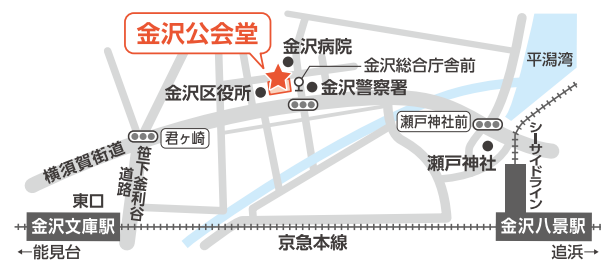 金沢公会堂
金沢病院
金沢総合庁舎前
平潟湾
金沢区役所
金沢警察署
君ヶ崎
瀬戸神社前
横須賀街道
笹下釜利谷
道路
瀬戸神社
シーサイドライン
東口
金沢文庫駅
京急本線
金沢八景駅
←能見台
追浜→